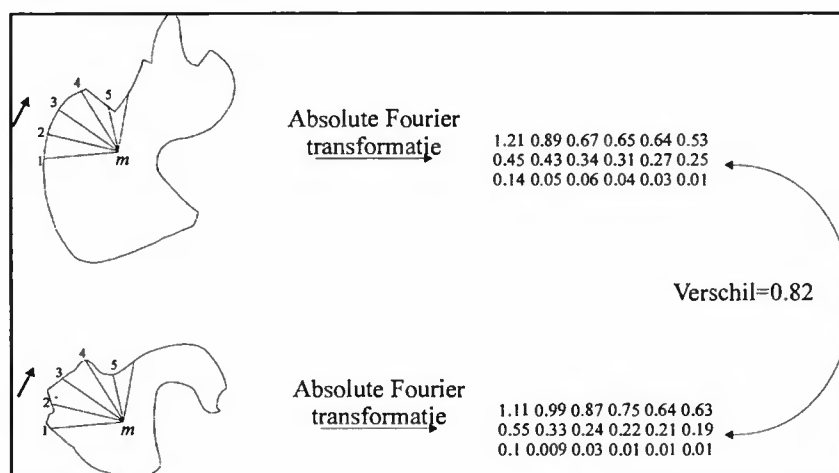 4
3
5
2
1
m
Absolute Fourier
transformatie
1.21 0.89 0.67 0.65 0.64 0.53
0.45 0.43 0.34 0.31 0.27 0.25
0.14 0.05 0.06 0.04 0.03 0.01
Verschil=0.82
4
3
5
2
1
m
Absolute Fourier
transformatie
1.11 0.99 0.87 0.75 0.64 0.63
0.55 0.33 0.24 0.22 0.21 0.19
0.1 0.009 0.03 0.01 0.01 0.01